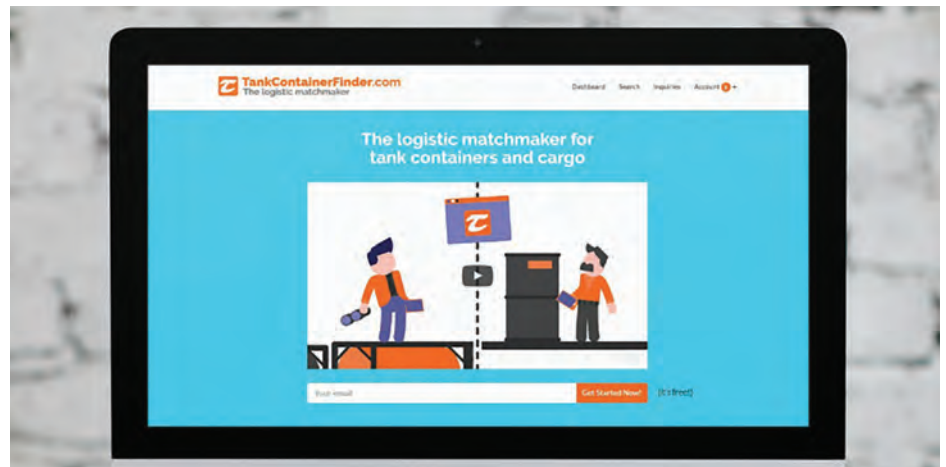 TankContainerFinder.com
The logistic matchmaker
Dashboard Search Inquiries Account
The logistic matchmaker for
tank containers and cargo
Your email
Get Started Now!
(It's free!)